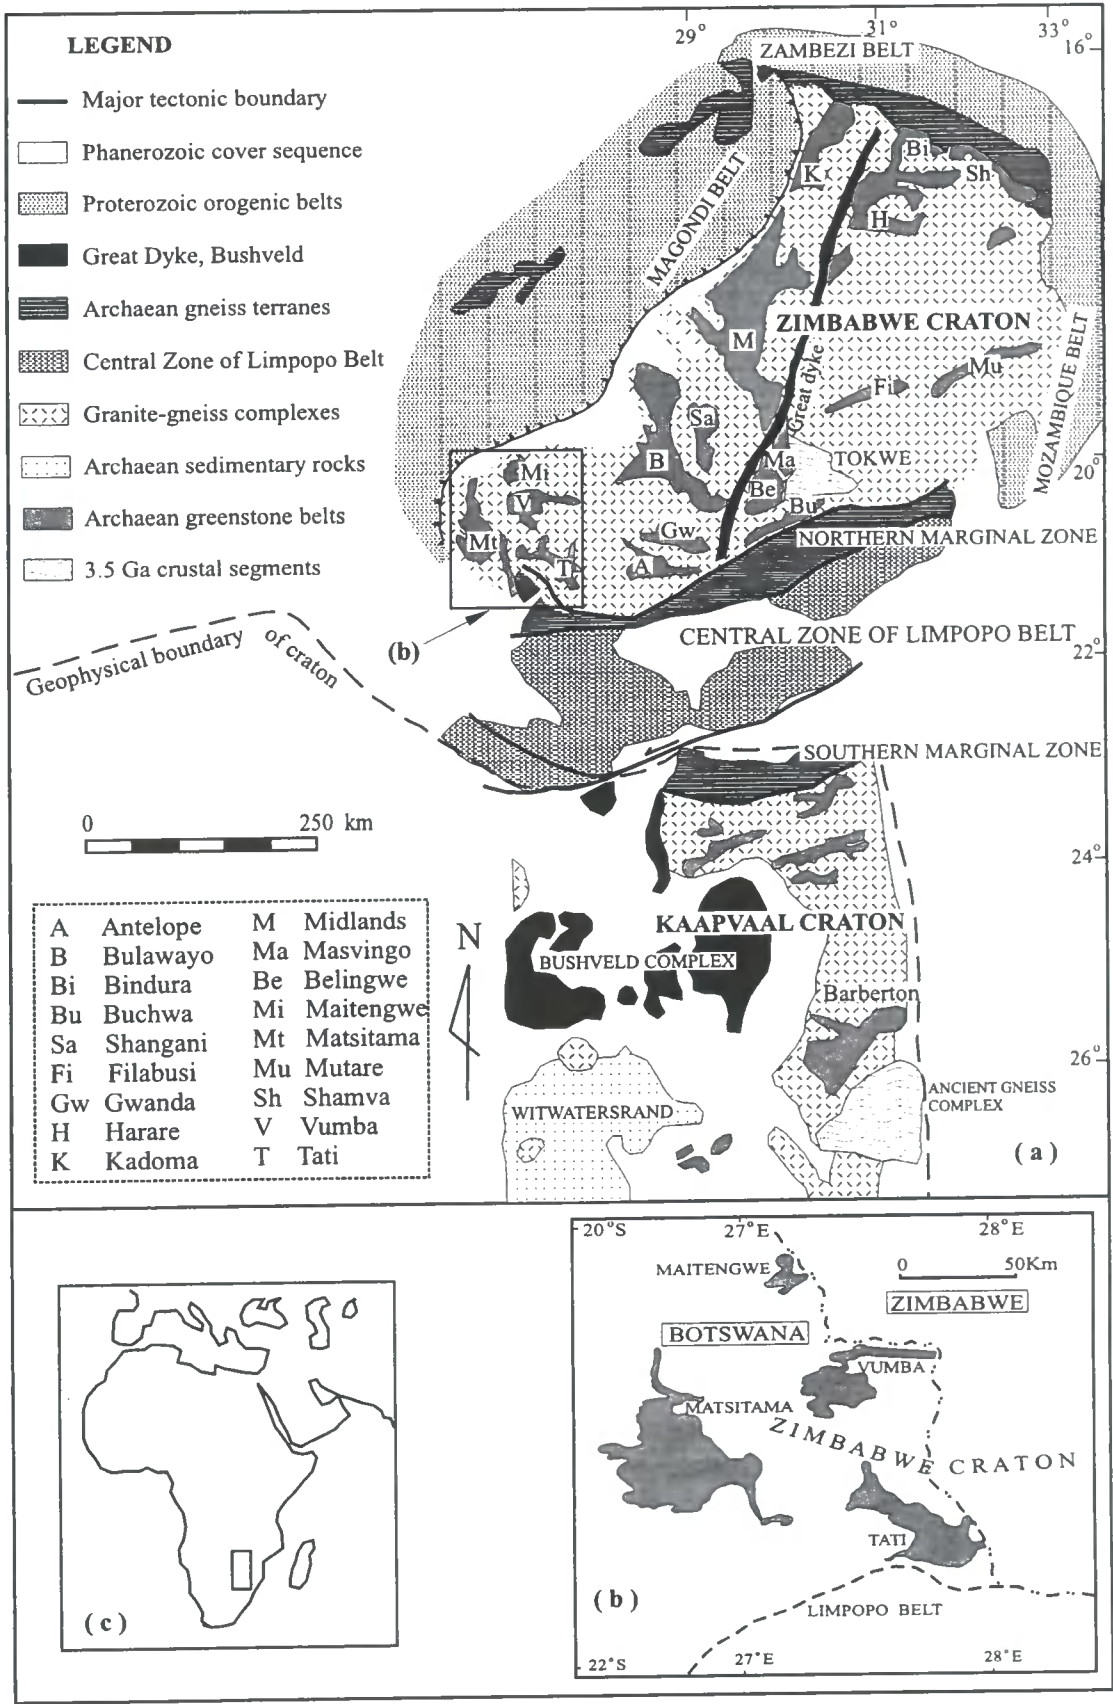 29°
31°
33°
16°
LEGEND
ZAMBEZI BELT
Major tectonic boundary
Phanerozoic cover sequence
Proterozoic orogenic belts
Great Dyke, Bushveld
Archaean gneiss terranes
Central Zone of Limpopo Belt
Granite-gneiss complexes
Archaean sedimentary rocks
Archaean greenstone belts
3.5 Ga crustal segments
MAGONDI BELT
K
Bi
Sh
H
ZIMBABWE CRATON
M
Great dyke
Mu
Fi
MOZAMBIQUE BELT
Sa
B
Ma
TOKWE
20°
Be
Bu
Mi
V
Mt
T
Gw
A
NORTHERN MARGINAL ZONE
(b)
CENTRAL ZONE OF LIMPOPO BELT
22°
Geophysical boundary of craton
SOUTHERN MARGINAL ZONE
0 250 km
24°
KAAPVAAL CRATON
BUSHVELD COMPLEX
N
Barberton
26°
WITWATERSRAND
ANCIENT GNEISS
COMPLEX
(a)
A Antelope
B Bulawayo
Bi Bindura
Bu Buchwa
Sa Shangani
Fi Filabusi
Gw Gwanda
H Harare
K Kadoma
M Midlands
Ma Masvingo
Be Belingwe
Mi Maitengwe
Mt Matsitama
Mu Mutare
Sh Shamva
V Vumba
T Tati
(c)
20°S
27°E
28°E
MAITENGWE
0 50Km
ZIMBABWE
BOTSWANA
VUMBA
MATSITAMA
ZIMBABWE CRATON
TATI
(b)
LIMPOPO BELT
22°S
27°E
28°E